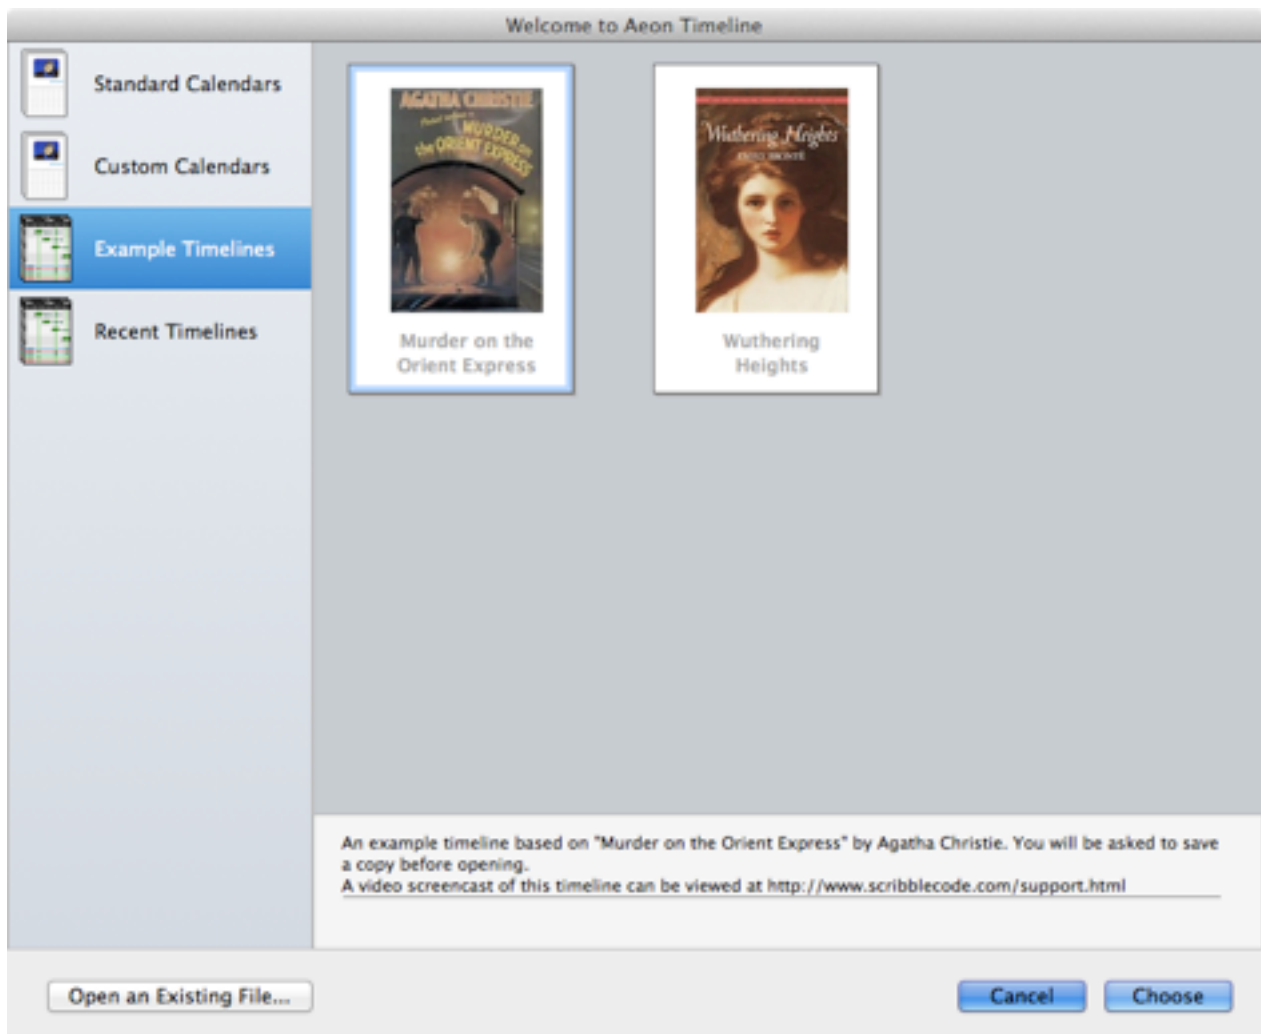 Welcome to Aeon Timeline
Standard Calendars
Custom Calendars
Example Timelines
Recent Timelines
AGATHA CHRISTIE
MURDER on
the ORIENT EXPRESS
Murder on the
Orient Express
Wuthering Heights
EMILY BRONTË
Wuthering
Heights
An example timeline based on "Murder on the Orient Express" by Agatha Christie. You will be asked to save
a copy before opening.
A video screencast of this timeline can be viewed at http://www.scribblecode.com/support.html
Open an Existing File...
Cancel
Choose